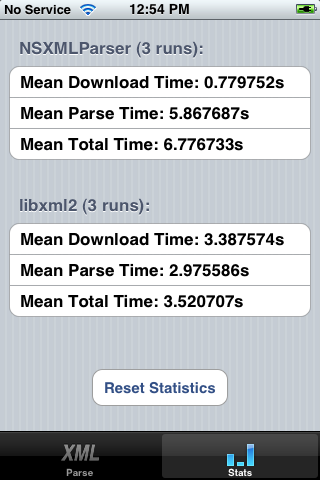 No Service 12:54 PM
NSXMLParser (3 runs):
Mean Download Time: 0.779752s
Mean Parse Time: 5.867687s
Mean Total Time: 6.776733s
libxml2 (3 runs):
Mean Download Time: 3.387574s
Mean Parse Time: 2.975586s
Mean Total Time: 3.520707s
Reset Statistics
XML
Parse
Stats